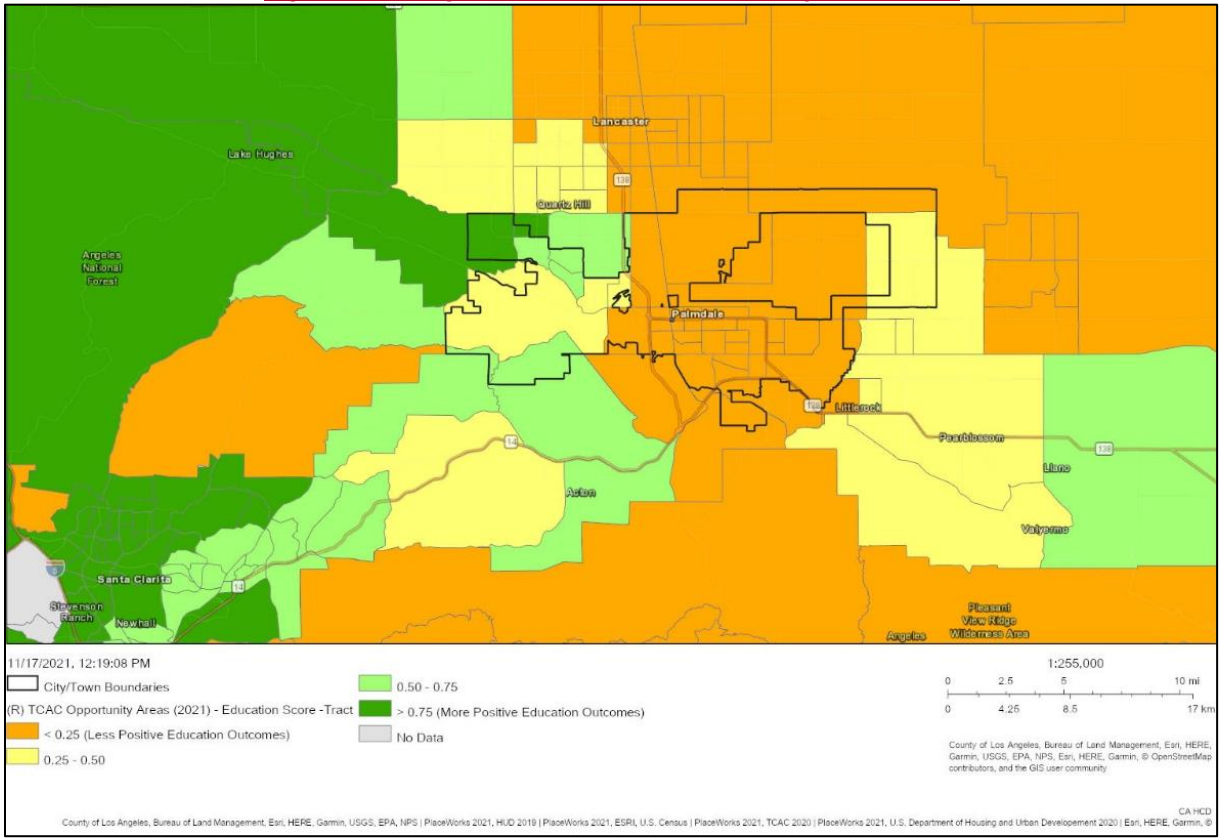 Lancaster
Lake Hughes
138
Quartz Hill
Angeles
National
Forest
Palmdale
138
Littlerock
Pearblossom
138
14
Llano
Acton
Valyermo
5
Santa Clarita
14
Stevenson
Ranch
Newhall
Pleasant
View Ridge
Wilderness Area
Angeles
11/17/2021, 12:19:08 PM
City/Town Boundaries
(R) TCAC Opportunity Areas (2021) - Education Score -Tract
< 0.25 (Less Positive Education Outcomes)
0.25 - 0.50
0.50 - 0.75
> 0.75 (More Positive Education Outcomes)
No Data
1:255,000
0 2.5 5 10 mi
0 4.25 8.5 17 km
County of Los Angeles, Bureau of Land Management, Esri, HERE,
Garmin, USGS, EPA, NPS, Esri, HERE, Garmin, © OpenStreetMap
contributors, and the GIS user community
CA HCD
County of Los Angeles, Bureau of Land Management, Esri, HERE, Garmin, USGS, EPA, NPS | PlaceWorks 2021, HUD 2019 | PlaceWorks 2021, ESRI, U.S. Census | PlaceWorks 2021, TCAC 2020 | PlaceWorks 2021, U.S. Department of Housing and Urban Developement 2020 | Esri, HERE, Garmin, ©